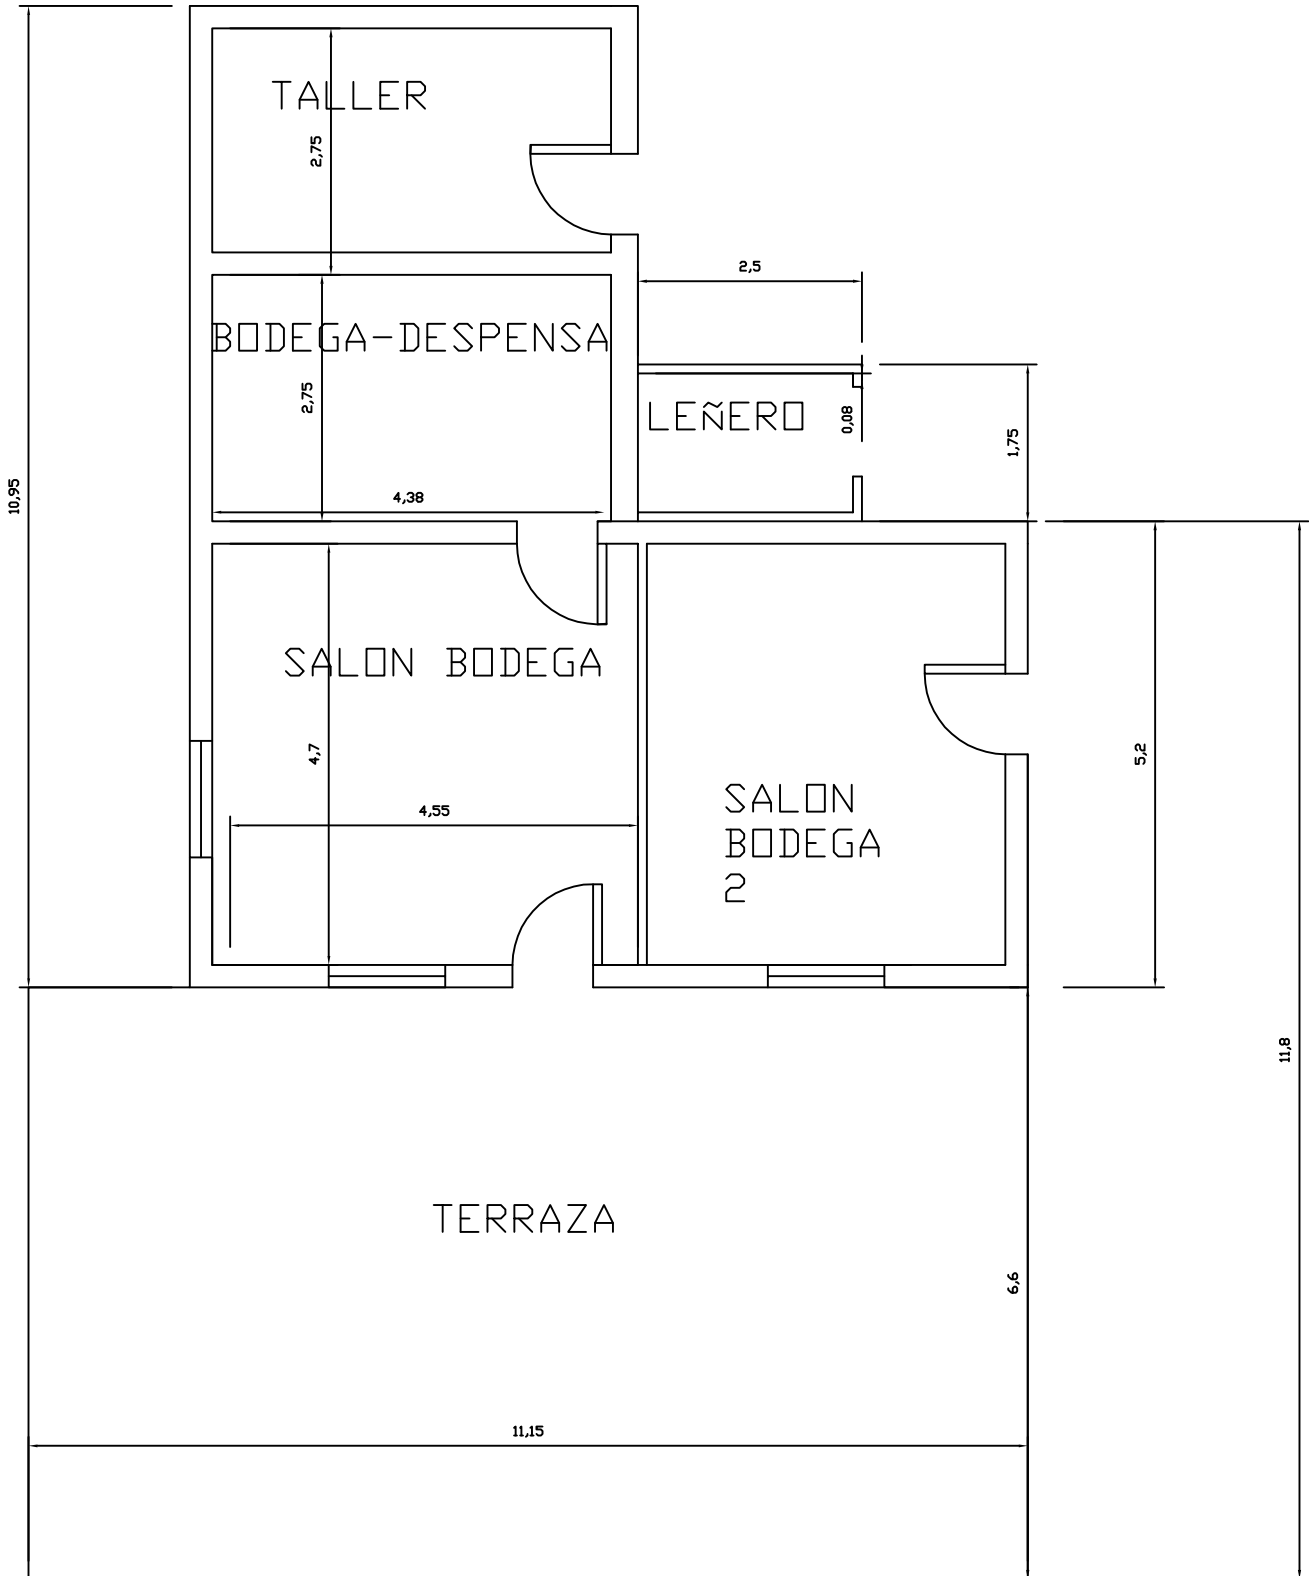 TALLER
2,75
2,5
BODEGA-DESPENSA
2,75
LEÑERO
0,08
1,75
10,95
4,38
SALON BODEGA
4,7
5,2
SALON
BODEGA
2
4,55
11,8
TERRAZA
6,6
11,15